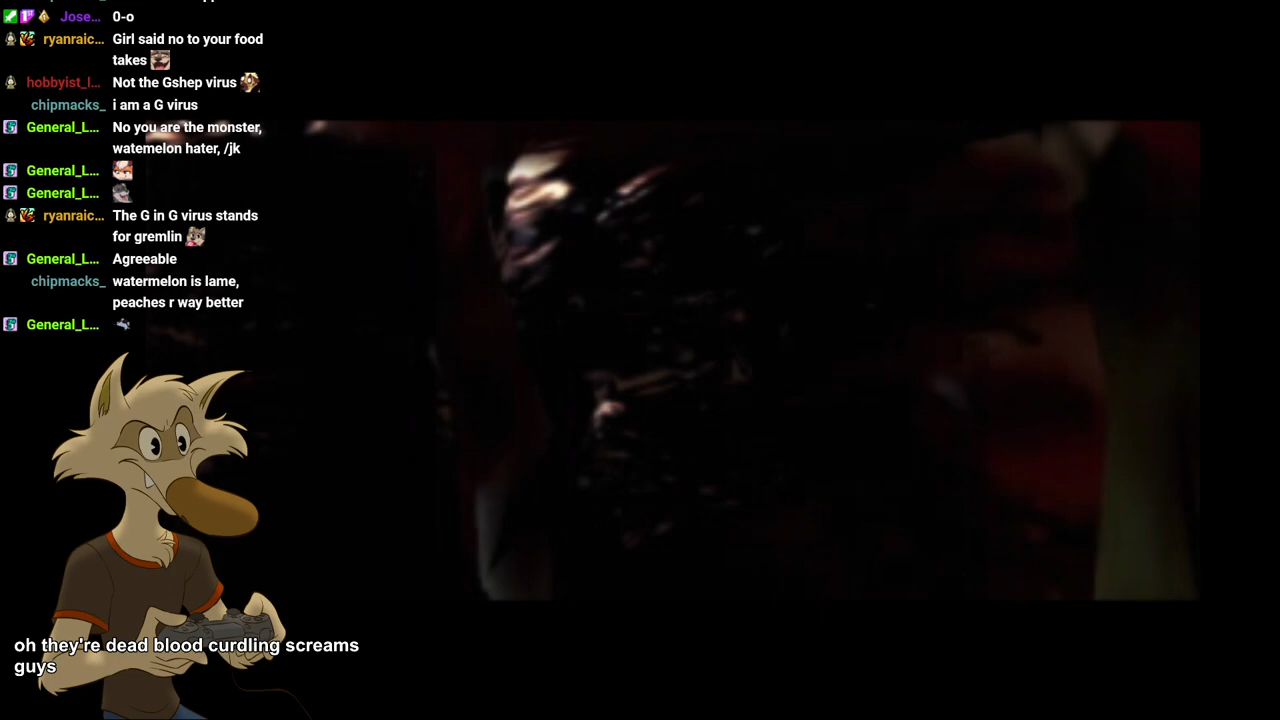 Jose... 0-o
ryanraic... Girl said no to your food
takes
hobbyist_l... Not the Gshep virus
chipmacks_ i am a G virus
General_L... No you are the monster,
watemelon hater, /jk
General_L...
General_L...
ryanraic... The G in G virus stands
for gremlin
General_L... Agreeable
chipmacks_ watermelon is lame,
peaches r way better
General_L...
oh they're dead blood curdling screams
guys